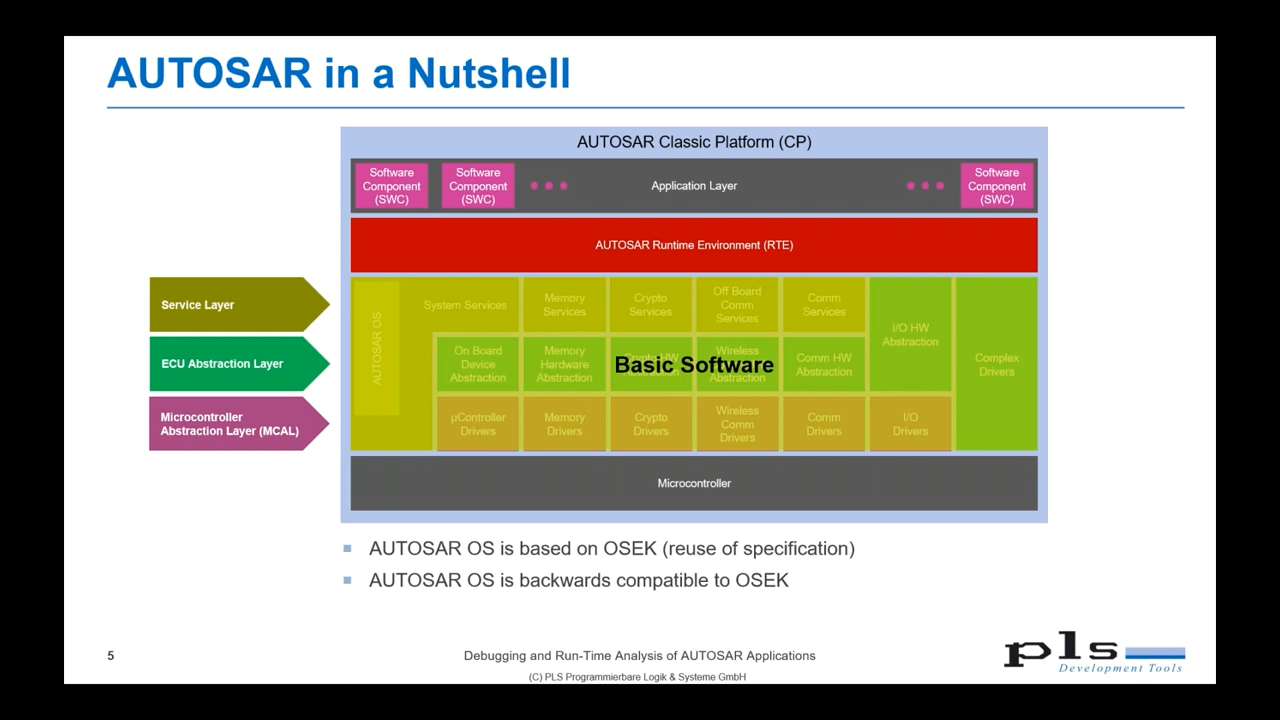 AUTOSAR in a Nutshell
AUTOSAR Classic Platform (CP)
Software
Component
(SWC)
Software
Component
(SWC)
Application Layer
Software
Component
(SWC)
AUTOSAR Runtime Environment (RTE)
Service Layer
ECU Abstraction Layer
Microcontroller
Abstraction Layer (MCAL)
AUTOSAR OS
System Services
Memory
Services
Crypto
Services
Off Board
Comm
Services
Comm
Services
I/O HW
Abstraction
Complex
Drivers
On Board
Device
Abstraction
Memory
Hardware
Abstraction
Crypto HW
Wireless
Abstraction
Comm HW
Abstraction
Basic Software
µController
Drivers
Memory
Drivers
Crypto
Drivers
Wireless
Comm
Drivers
Comm
Drivers
I/O
Drivers
Microcontroller
AUTOSAR OS is based on OSEK (reuse of specification)
AUTOSAR OS is backwards compatible to OSEK
5
Debugging and Run-Time Analysis of AUTOSAR Applications
(C) PLS Programmierbare Logik & Systeme GmbH
pls
Development Tools